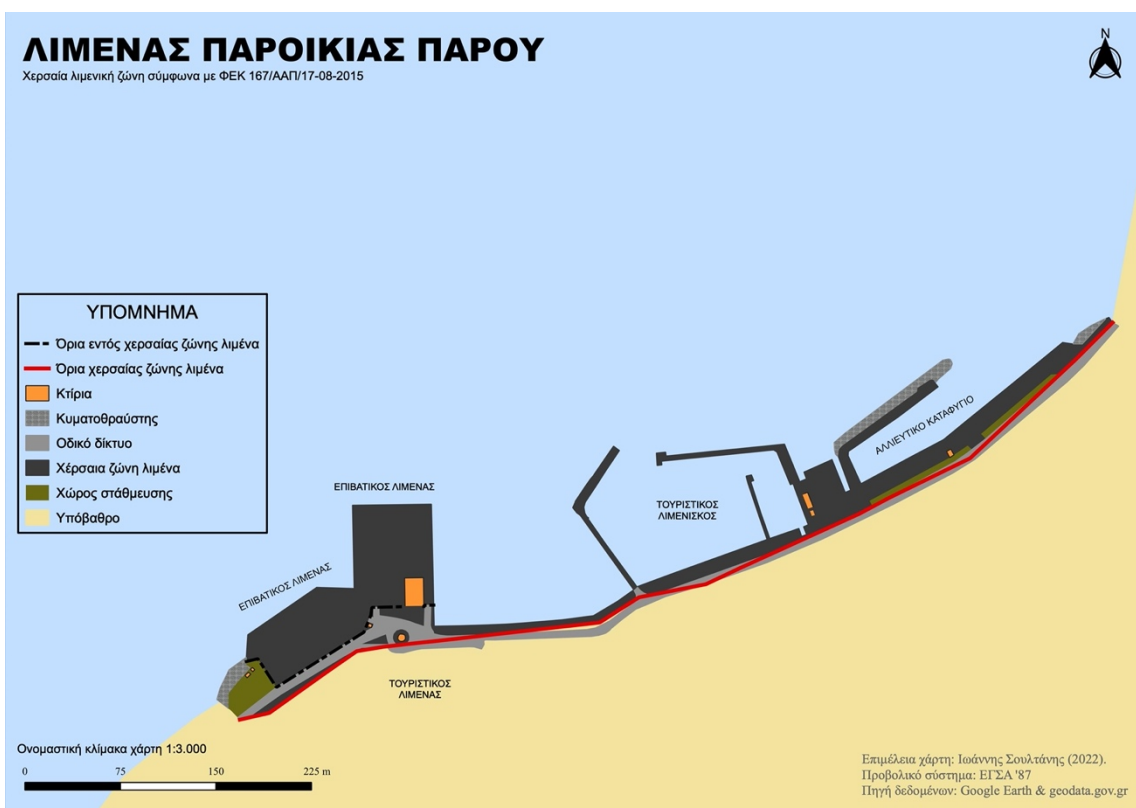 ΛΙΜΕΝΑΣ ΠΑΡΟΙΚΙΑΣ ΠΑΡΟΥ
Χερσαία λιμενική ζώνη σύμφωνα με ΦΕΚ 167/ΑΑΠ/17-08-2015
N
ΥΠΟΜΝΗΜΑ
Όρια εντός χερσαίας ζώνης λιμένα
Όρια χερσαίας ζώνης λιμένα
Κτίρια
Κυματοθραύστης
Οδικό δίκτυο
Χέρσαια ζώνη λιμένα
Χώρος στάθμευσης
Υπόβαθρο
ΕΠΙΒΑΤΙΚΟΣ ΛΙΜΕΝΑΣ
ΕΠΙΒΑΤΙΚΟΣ ΛΙΜΕΝΑΣ
ΤΟΥΡΙΣΤΙΚΟΣ
ΛΙΜΕΝΑΣ
ΤΟΥΡΙΣΤΙΚΟΣ
ΛΙΜΕΝΙΣΚΟΣ
ΑΛΛΙΕΥΤΙΚΟ ΚΑΤΑΦΥΓΙΟ
Ονομαστική κλίμακα χάρτη 1:3.000
0 75 150 225 m
Επιμέλεια χάρτη: Ιωάννης Σουλτάνης (2022).
Προβολικό σύστημα: ΕΓΣΑ '87
Πηγή δεδομένων: Google Earth & geodata.gov.gr